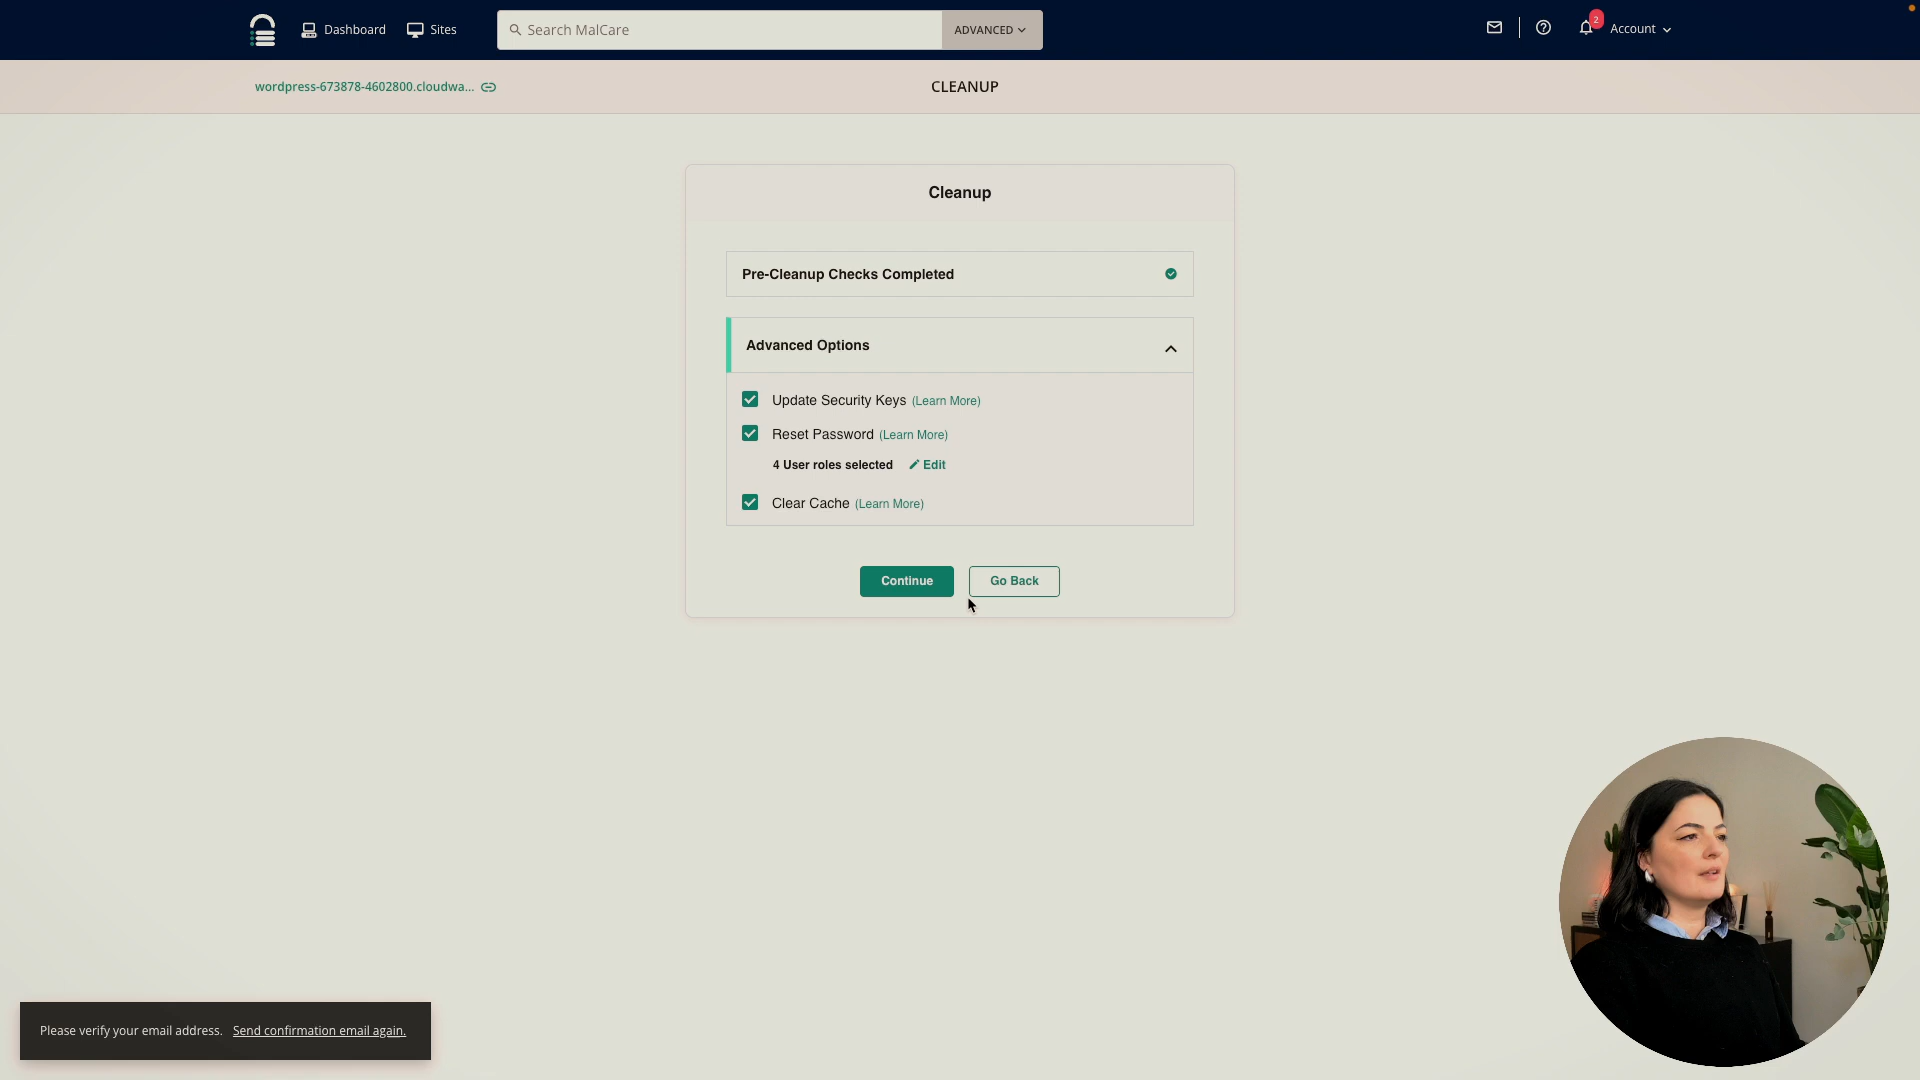 Dashboard
Sites
Search MalCare
ADVANCED
2
Account
wordpress-673878-4602800.cloudwa...
CLEANUP
Cleanup
Pre-Cleanup Checks Completed
Advanced Options
Update Security Keys (Learn More)
Reset Password (Learn More)
4 User roles selected Edit
Clear Cache (Learn More)
Continue
Go Back
Please verify your email address. Send confirmation email again.